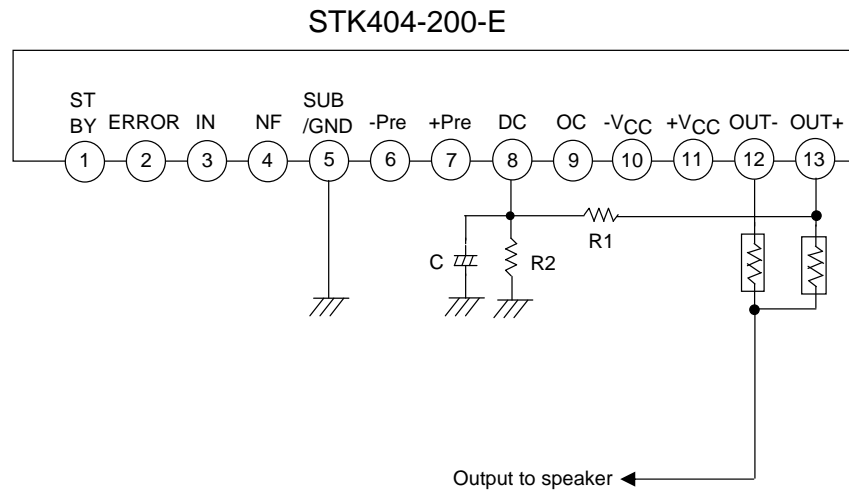 STK404-200-E
ST BY ERROR IN NF SUB /GND -Pre +Pre DC OC -VCC +VCC OUT- OUT+
1 2 3 4 5 6 7 8 9 10 11 12 13
R1
C R2
Output to speaker